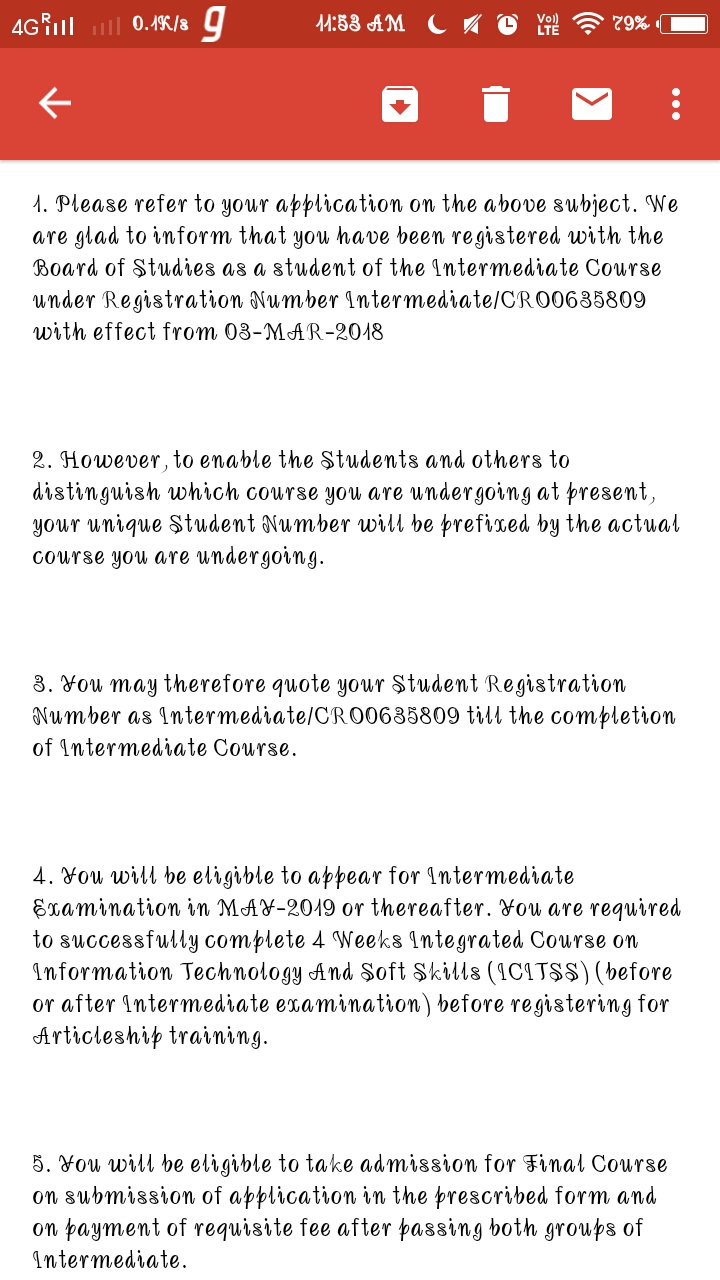 4G R 0.1K/s g 11:53 AM Vo)) LTE 79%
1. Please refer to your application on the above subject. We
are glad to inform that you have been registered with the
Board of Studies as a student of the Intermediate Course
under Registration Number Intermediate/CRO0635809
with effect from 03-MAR-2018
2. However, to enable the Students and others to
distinguish which course you are undergoing at present,
your unique Student Number will be prefixed by the actual
course you are undergoing.
3. You may therefore quote your Student Registration
Number as Intermediate/CRO0635809 till the completion
of Intermediate Course.
4. You will be eligible to appear for Intermediate
Examination in MAY-2019 or thereafter. You are required
to successfully complete 4 Weeks Integrated Course on
Information Technology And Soft Skills (ICITSS) (before
or after Intermediate examination) before registering for
Articleship training.
5. You will be eligible to take admission for Final Course
on submission of application in the prescribed form and
on payment of requisite fee after passing both groups of
Intermediate.